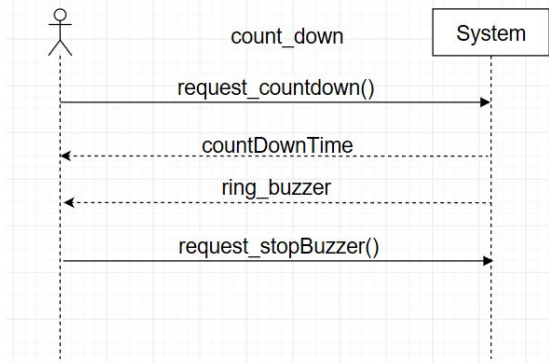 count_down
System
request_countdown()
countDownTime
ring_buzzer
request_stopBuzzer()